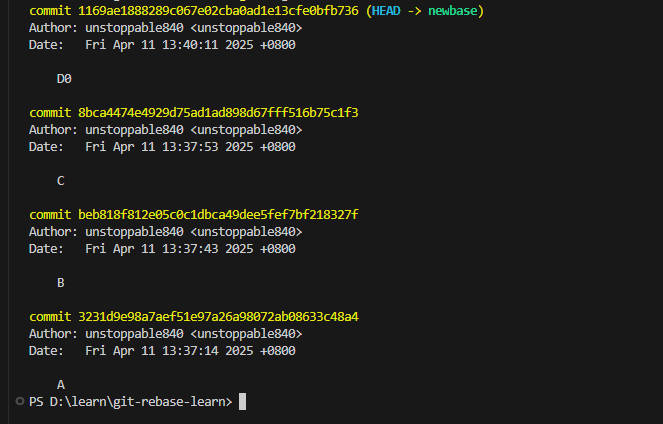 commit 1169ae1888289c067e02cba0ad1e13cfe0bfb736 (HEAD -> newbase)
Author: unstoppable840 <unstoppable840>
Date:   Fri Apr 11 13:40:11 2025 +0800
D0
commit 8bca4474e4929d75ad1ad898d67fff516b75c1f3
Author: unstoppable840 <unstoppable840>
Date:   Fri Apr 11 13:37:53 2025 +0800
C
commit beb818f812e05c0c1dbca49dee5fef7bf218327f
Author: unstoppable840 <unstoppable840>
Date:   Fri Apr 11 13:37:43 2025 +0800
B
commit 3231d9e98a7aef51e97a26a98072ab08633c48a4
Author: unstoppable840 <unstoppable840>
Date:   Fri Apr 11 13:37:14 2025 +0800
A
PS D:\learn\git-rebase-learn>